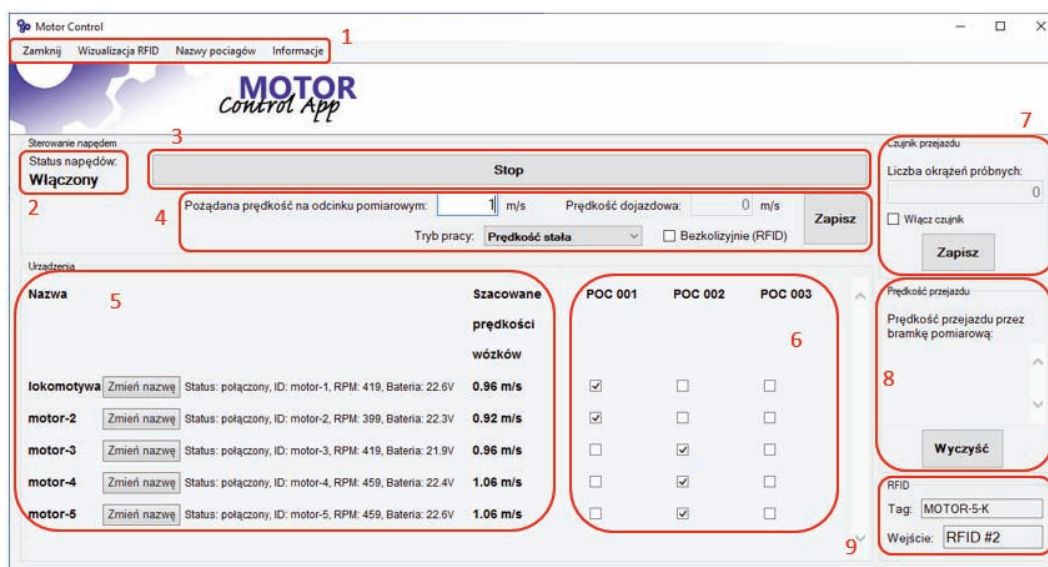 Motor Control
1
Zamknij Wizualizacja RFID Nazwy pociagów Informacje
MOTOR
Control App
7
3
Sterowanie napędem
Status napędów:
Włączony
2
Stop
4
Pożądana prędkość na odcinku pomiarowym: 1 m/s Prędkość dojazdowa: 0 m/s
Zapisz
Tryb pracy: Prędkość stała Bezkolizyjnie (RFID)
Czujnik przejazdu
Liczba okrążeń próbnych:
0
Włącz czujnik
Zapisz
Urządzenia
5
Nazwa Szacowane prędkości wózków POC 001 POC 002 POC 003
6
lokomotywa Zmień nazwę Status: połączony, ID: motor-1, RPM: 419, Bateria: 22.6V 0.96 m/s
motor-2 Zmień nazwę Status: połączony, ID: motor-2, RPM: 399, Bateria: 22.3V 0.92 m/s
motor-3 Zmień nazwę Status: połączony, ID: motor-3, RPM: 419, Bateria: 21.9V 0.96 m/s
motor-4 Zmień nazwę Status: połączony, ID: motor-4, RPM: 459, Bateria: 22.4V 1.06 m/s
motor-5 Zmień nazwę Status: połączony, ID: motor-5, RPM: 459, Bateria: 22.6V 1.06 m/s
Prędkość przejazdu
Prędkość przejazdu przez
bramkę pomiarową:
8
Wyczyść
RFID
Tag: MOTOR-5-K
Wejście: RFID #2
9